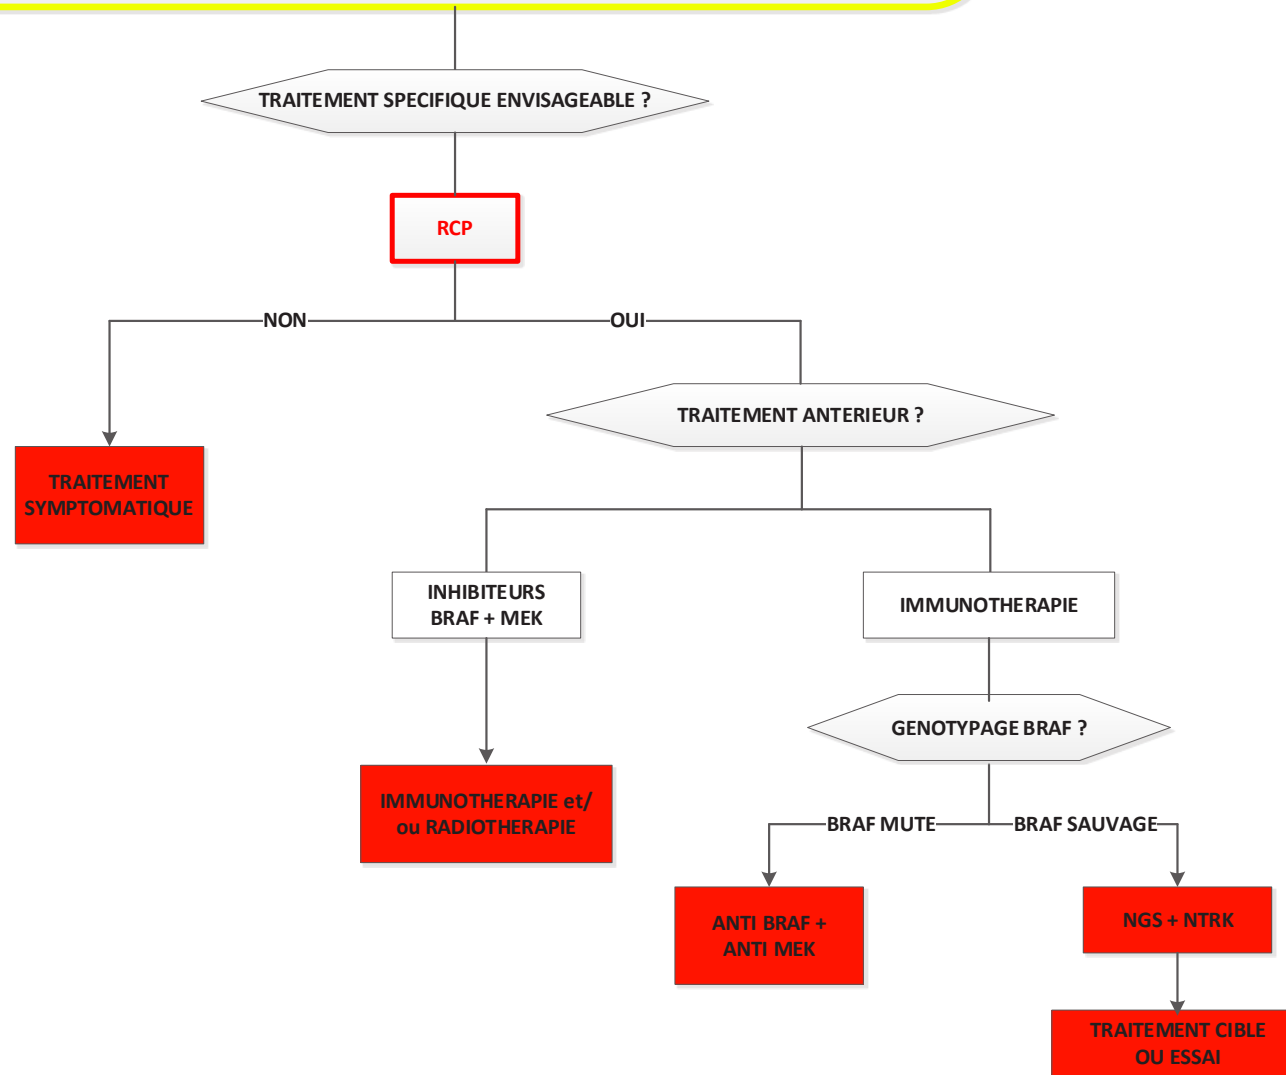 TRAITEMENT SPECIFIQUE ENVISAGEABLE ?
RCP
NON
OUI
TRAITEMENT ANTERIEUR ?
TRAITEMENT
SYMPTOMATIQUE
INHIBITEURS
BRAF + MEK
IMMUNOTHERAPIE
GENOTYPAGE BRAF ?
IMMUNOTHERAPIE et/
ou RADIOTHERAPIE
BRAF MUTE
BRAF SAUVAGE
ANTI BRAF +
ANTI MEK
NGS + NTRK
TRAITEMENT CIBLE
OU ESSAI